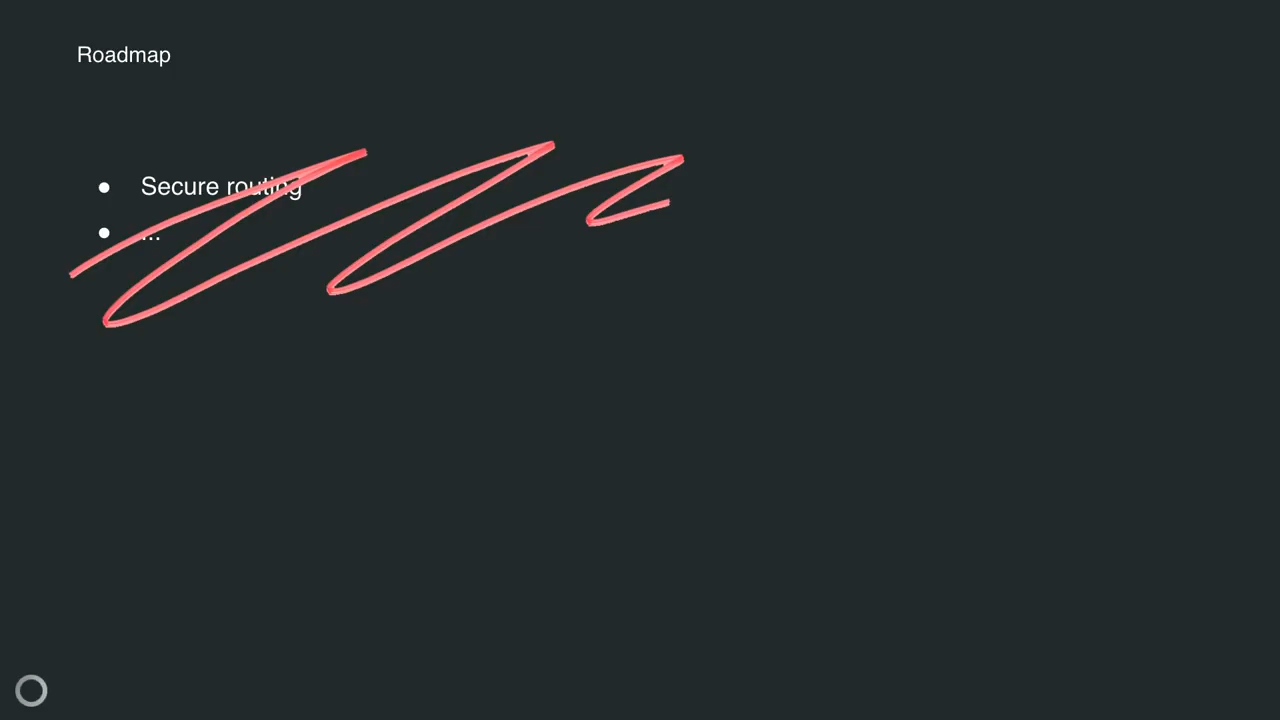 Roadmap
● Secure routing
● ...